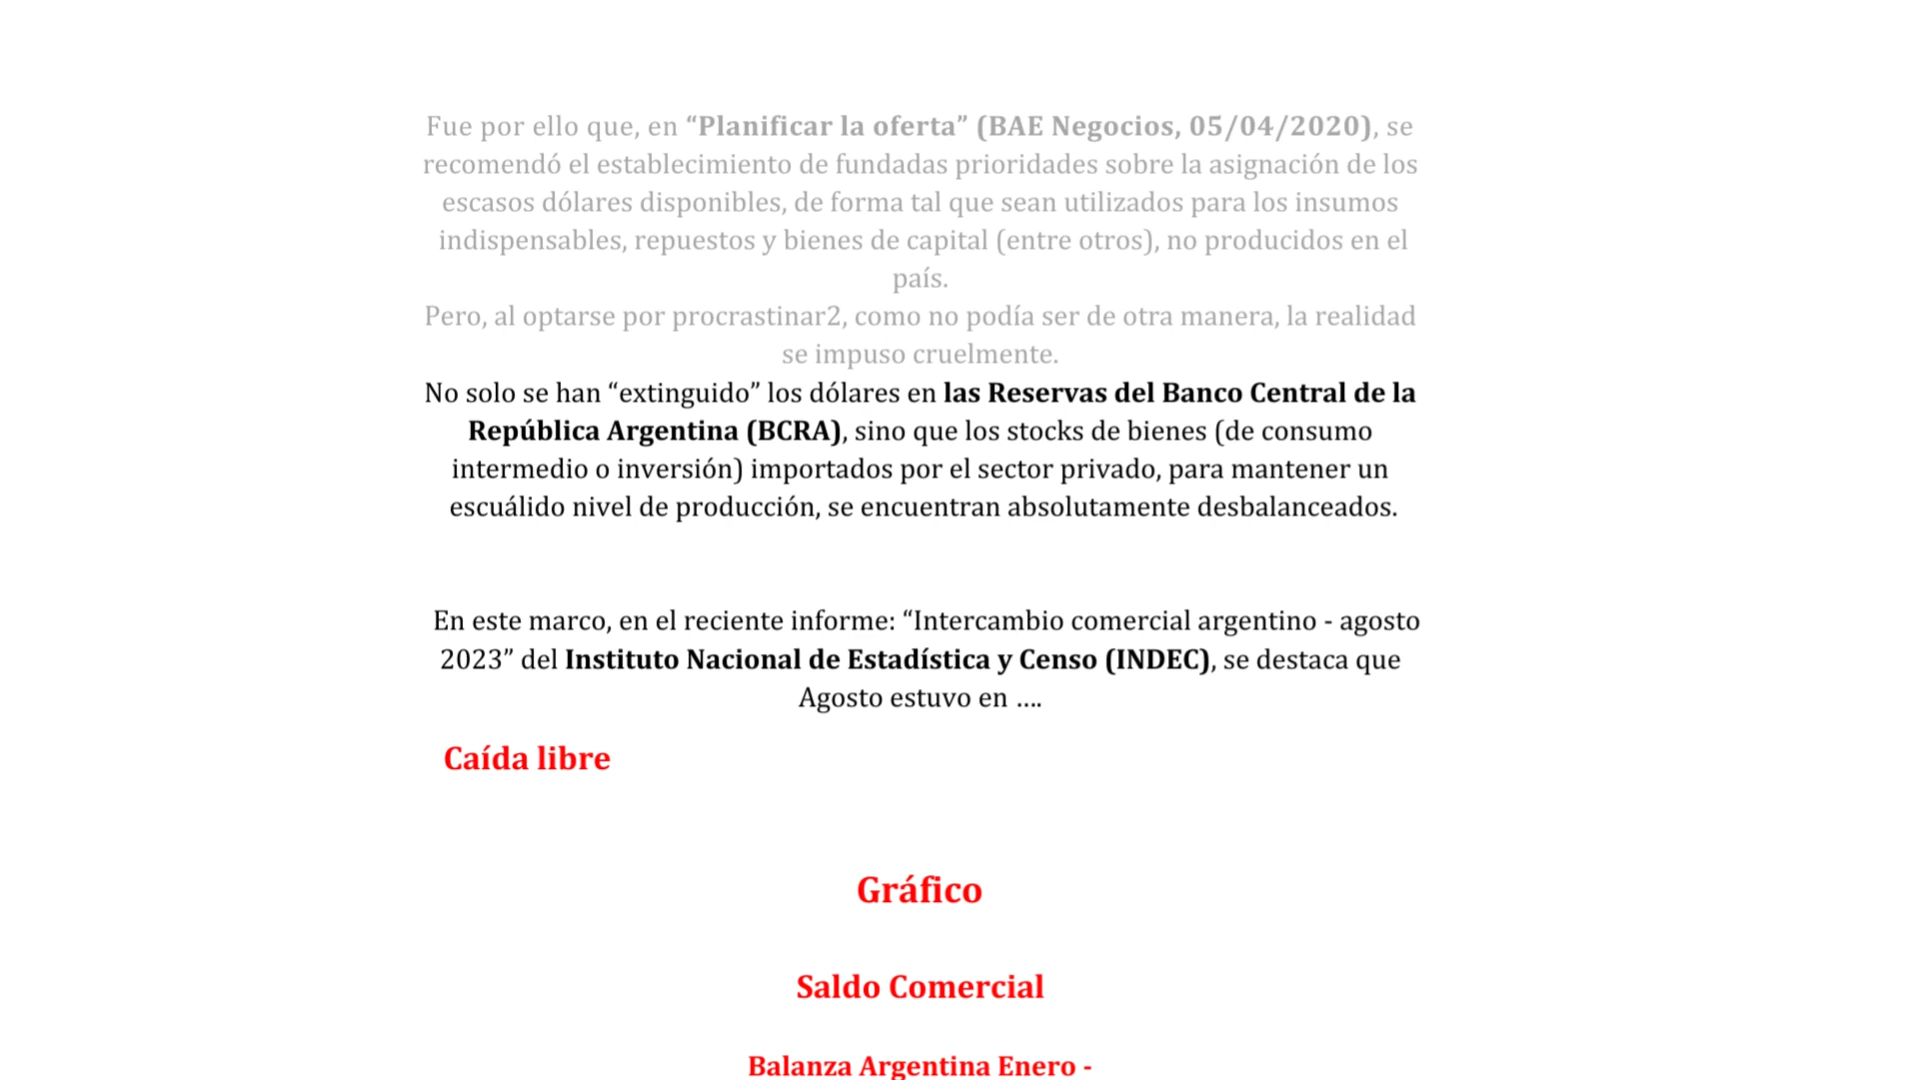 Fue por ello que, en “Planificar la oferta” (BAE Negocios, 05/04/2020), se
recomendó el establecimiento de fundadas prioridades sobre la asignación de los
escasos dólares disponibles, de forma tal que sean utilizados para los insumos
indispensables, repuestos y bienes de capital (entre otros), no producidos en el
país.
Pero, al optarse por procrastinar2, como no podía ser de otra manera, la realidad
se impuso cruelmente.
No solo se han “extinguido” los dólares en las Reservas del Banco Central de la
República Argentina (BCRA), sino que los stocks de bienes (de consumo
intermedio o inversión) importados por el sector privado, para mantener un
escuálido nivel de producción, se encuentran absolutamente desbalanceados.
En este marco, en el reciente informe: “Intercambio comercial argentino - agosto
2023” del Instituto Nacional de Estadística y Censo (INDEC), se destaca que
Agosto estuvo en ….
Caída libre
Gráfico
Saldo Comercial
Balanza Argentina Enero -